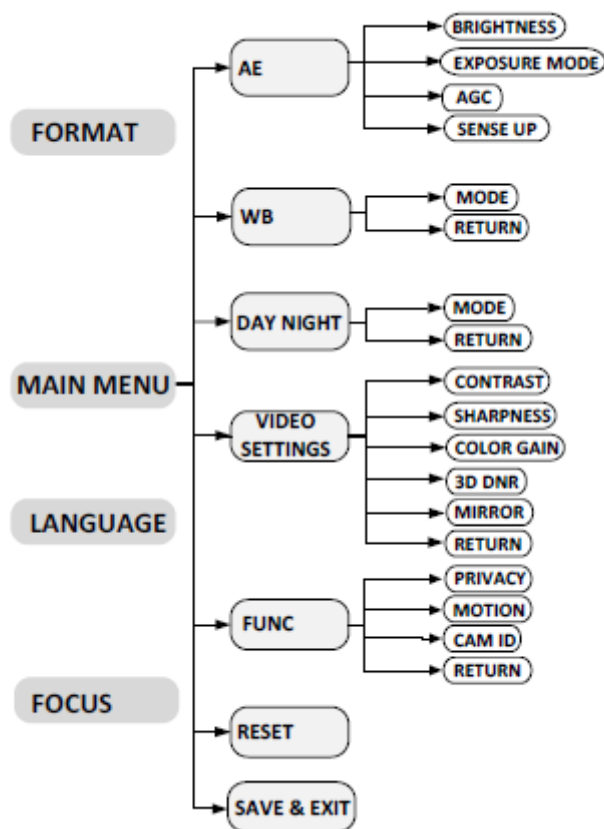 FORMAT
MAIN MENU
LANGUAGE
FOCUS
AE
BRIGHTNESS
EXPOSURE MODE
AGC
SENSE UP
WB
MODE
RETURN
DAY NIGHT
MODE
RETURN
VIDEO
SETTINGS
CONTRAST
SHARPNESS
COLOR GAIN
3D DNR
MIRROR
RETURN
FUNC
PRIVACY
MOTION
CAM ID
RETURN
RESET
SAVE & EXIT